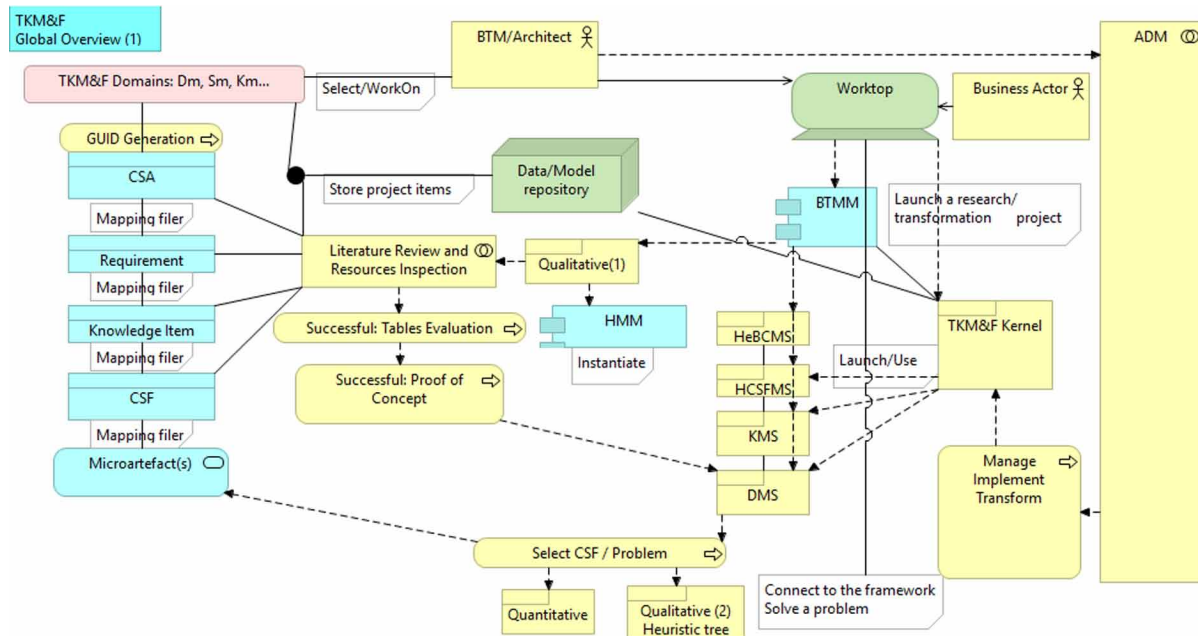 TKM&F
Global Overview (1)
BTM/Architect
ADM
TKM&F Domains: Dm, Sm, Km...
Select/WorkOn
Worktop
Business Actor
GUID Generation
CSA
Store project items
Data/Model
repository
BTMM
Launch a research/
transformation project
Mapping filer
Requirement
Literature Review and
Resources Inspection
Qualitative(1)
Mapping filer
Knowledge Item
Successful: Tables Evaluation
HMM
HeBCMS
TKM&F Kernel
Mapping filer
Instantiate
Launch/Use
CSF
Successful: Proof of
Concept
HCSFMS
Mapping filer
KMS
Microartefact(s)
DMS
Manage
Implement
Transform
Select CSF / Problem
Quantitative
Qualitative (2)
Heuristic tree
Connect to the framework
Solve a problem